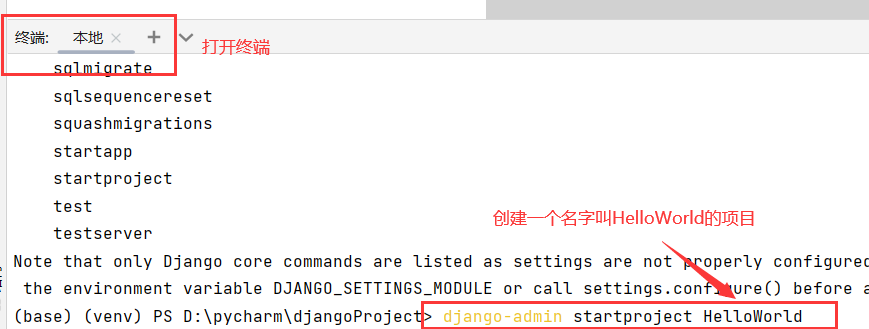 终端: 本地 × +
打开终端
sqlmigrate
sqlsequencereset
squashmigrations
startapp
startproject
test
testserver
创建一个名字叫HelloWorld的项目
Note that only Django core commands are listed as settings are not properly configured
the environment variable DJANGO_SETTINGS_MODULE or call settings.configure() before a
(base) (venv) PS D:\pycharm\djangoProject> django-admin startproject HelloWorld